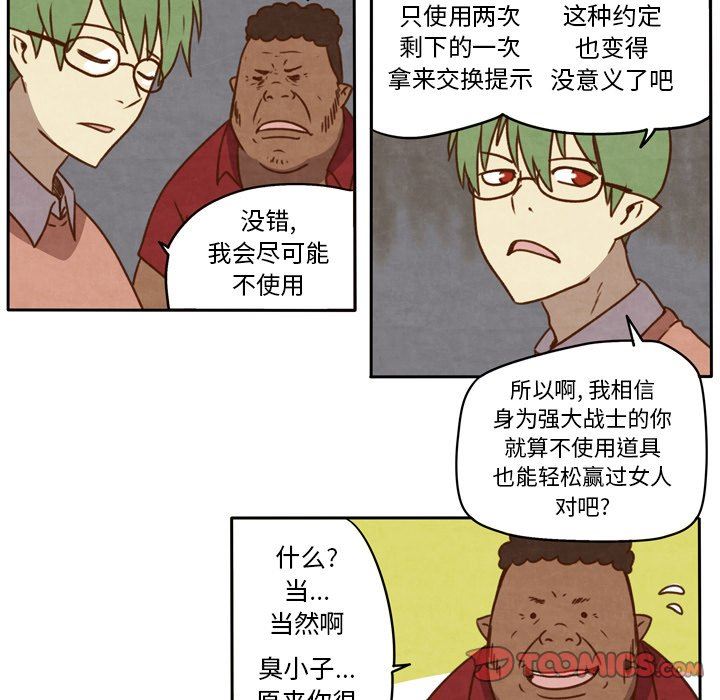 没错,
我会尽可能
不使用
只使用两次
剩下的一次
拿来交换提示
这种约定
也变得
没意义了吧
所以啊, 我相信
身为强大战士的你
就算不使用道具
也能轻松赢过女人
对吧?
什么?
当...
当然啊
臭小子...
原来你很
TOOMICS.com